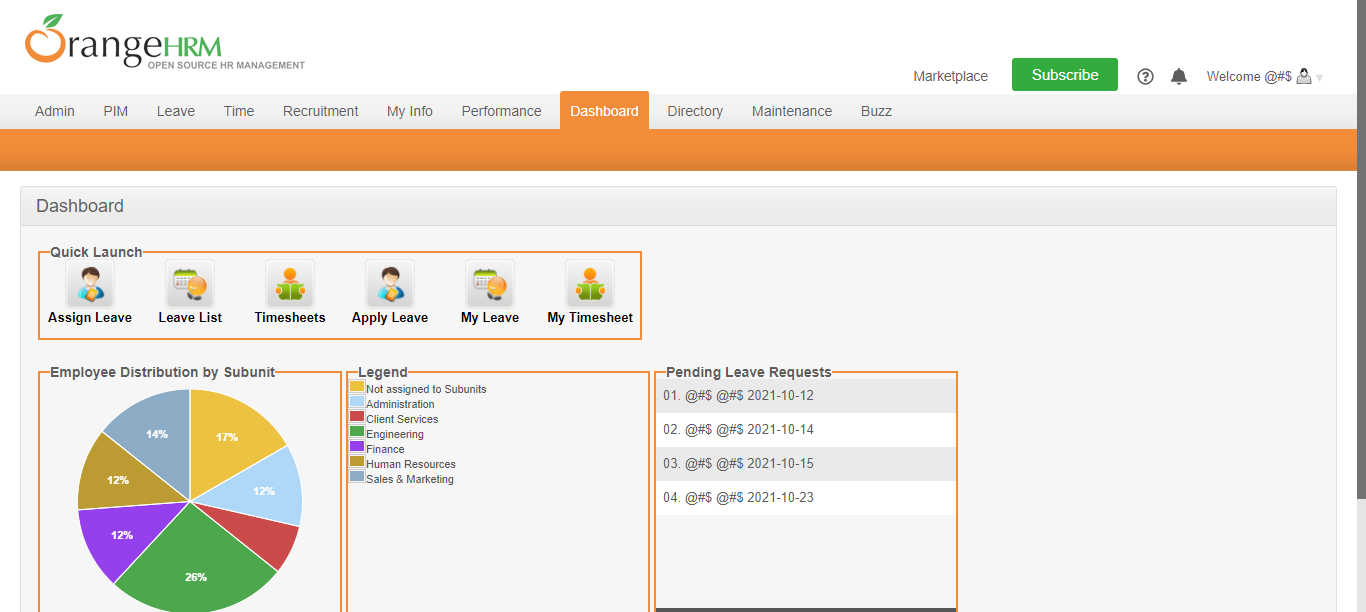 OrangeHRM
OPEN SOURCE HR MANAGEMENT
Marketplace Subscribe Welcome @#$
Admin PIM Leave Time Recruitment My Info Performance Dashboard Directory Maintenance Buzz
Dashboard
Quick Launch
Assign Leave Leave List Timesheets Apply Leave My Leave My Timesheet
Employee Distribution by Subunit
14%
17%
12%
12%
12%
26%
Legend
Not assigned to Subunits
Administration
Client Services
Engineering
Finance
Human Resources
Sales & Marketing
Pending Leave Requests
01. @#$ @#$ 2021-10-12
02. @#$ @#$ 2021-10-14
03. @#$ @#$ 2021-10-15
04. @#$ @#$ 2021-10-23